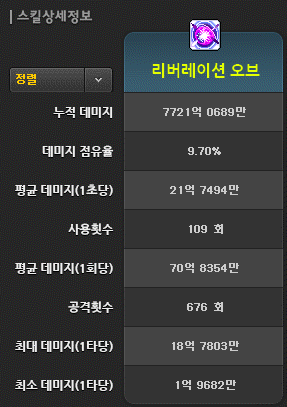 스킬상세정보
리버레이션 오브
정렬
누적 데미지 7721억 0689만
데미지 점유율 9.70%
평균 데미지(1초당) 21억 7494만
사용횟수 109 회
평균 데미지(1회당) 70억 8354만
공격횟수 676 회
최대 데미지(1타당) 18억 7803만
최소 데미지(1타당) 1억 9682만